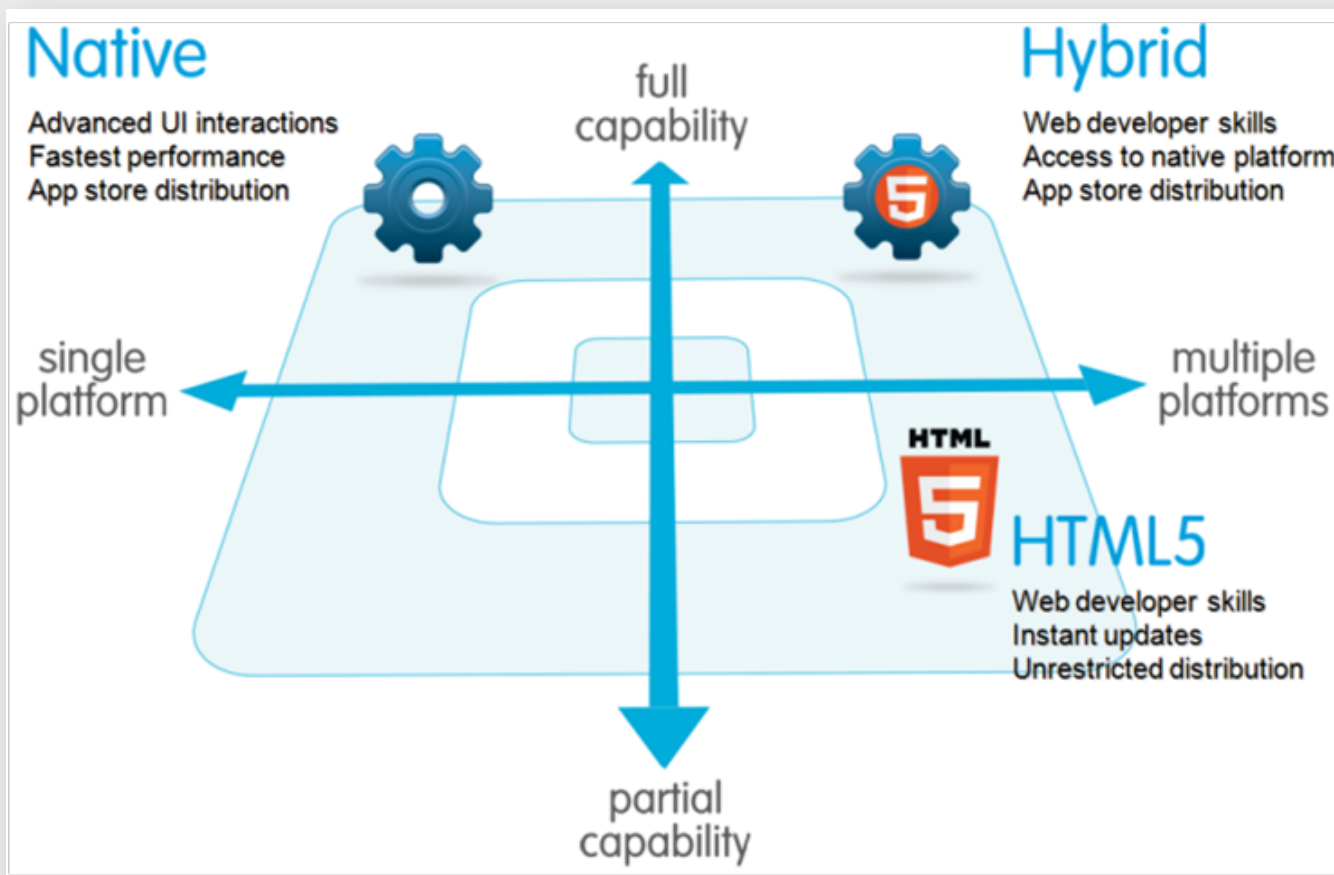 Native
Advanced UI interactions
Fastest performance
App store distribution
full
capability
Hybrid
Web developer skills
Access to native platform
App store distribution
5
single
platform
multiple
platforms
HTML
5
HTML5
Web developer skills
Instant updates
Unrestricted distribution
partial
capability